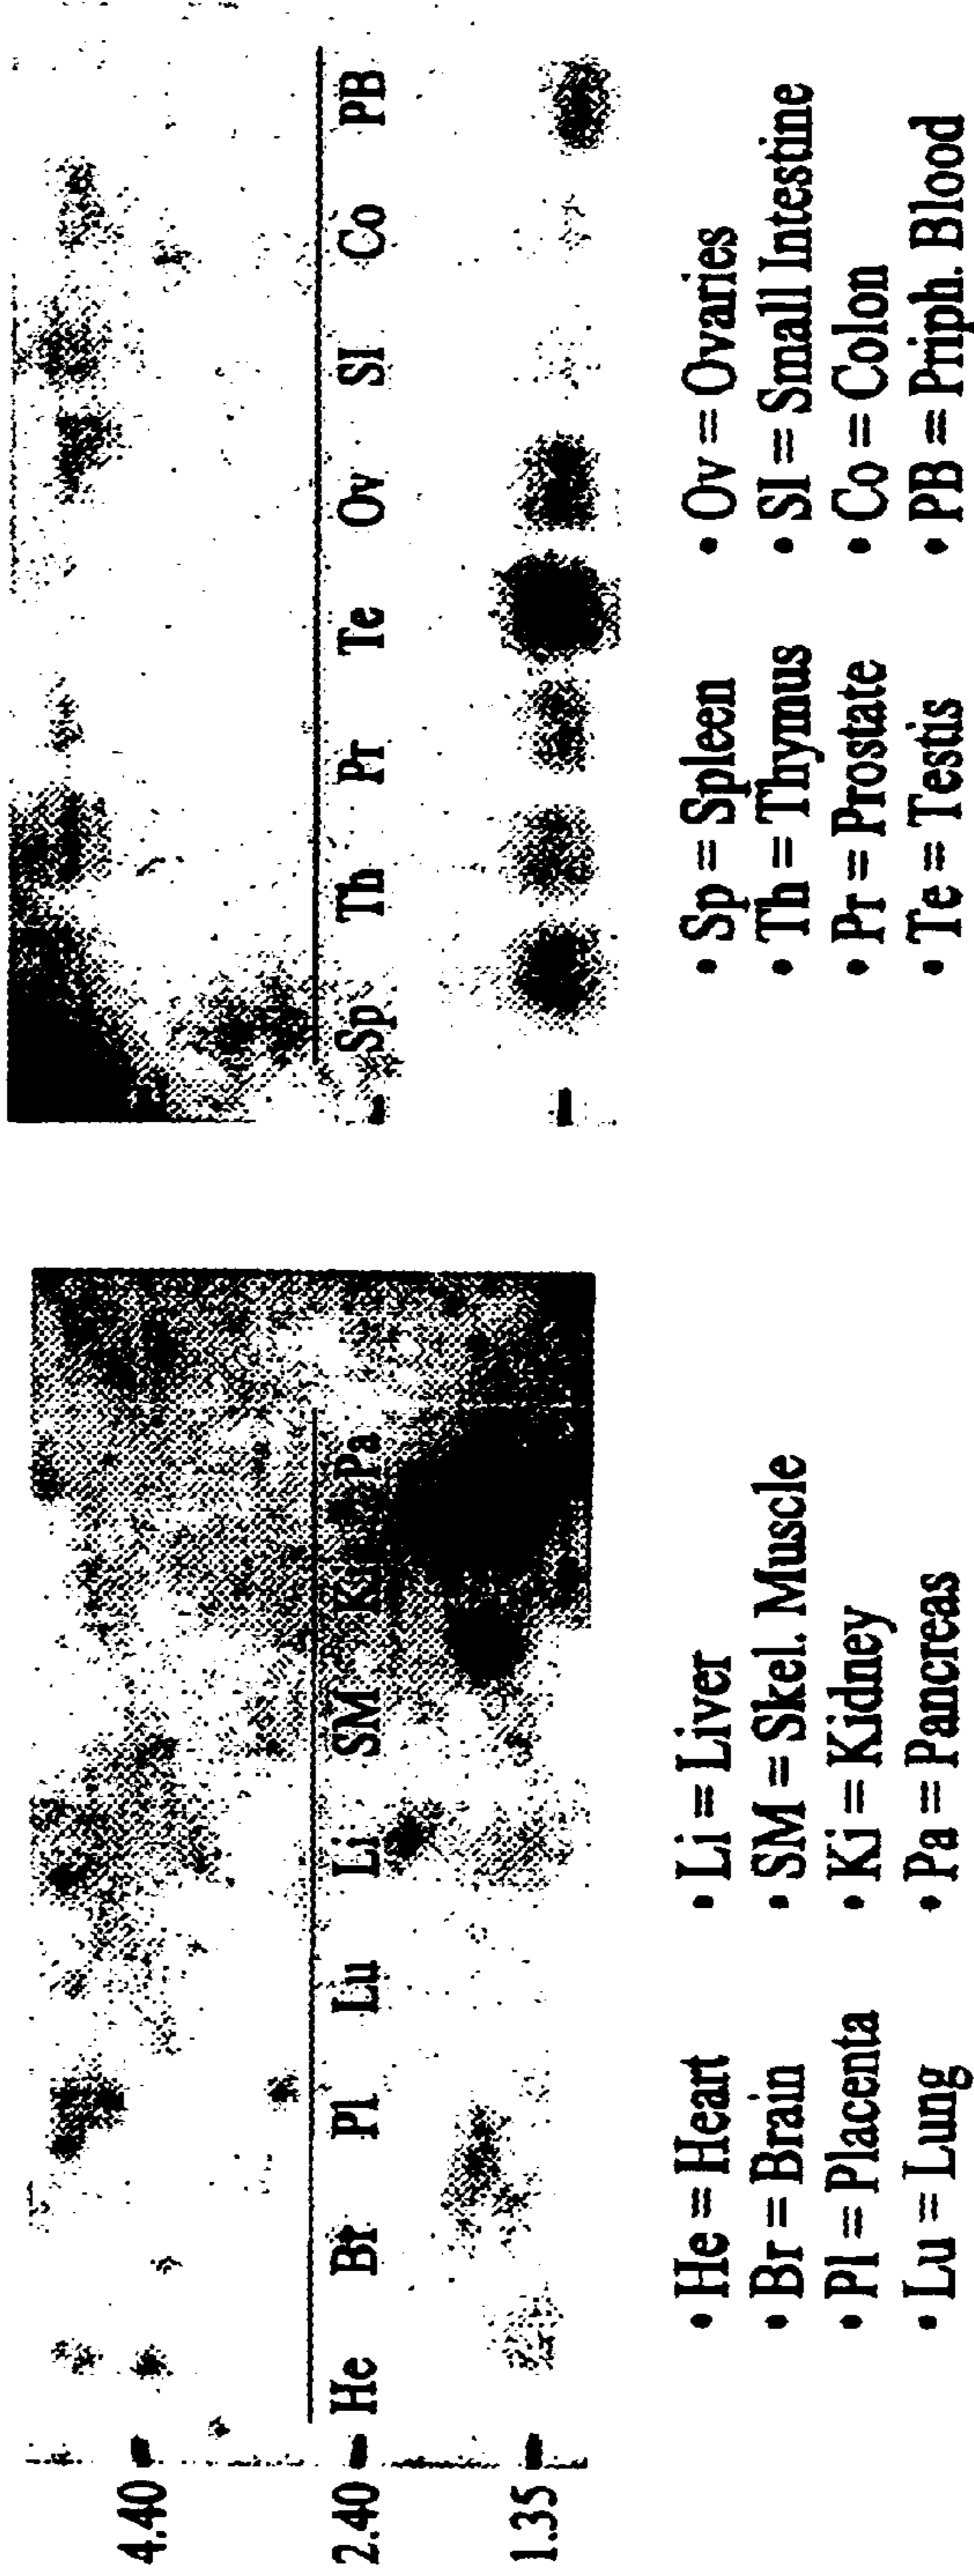 4.40
2.40
1.35
He Br Pl Lu Li SM Ki Pa
• He = Heart
• Br = Brain
• Pl = Placenta
• Lu = Lung
• Li = Liver
• SM = Skel. Muscle
• Ki = Kidney
• Pa = Pancreas
Sp Th Pr Te Ov SI Co PB
• Sp = Spleen
• Th = Thymus
• Pr = Prostate
• Te = Testis
• Ov = Ovaries
• SI = Small Intestine
• Co = Colon
• PB = Priph. Blood